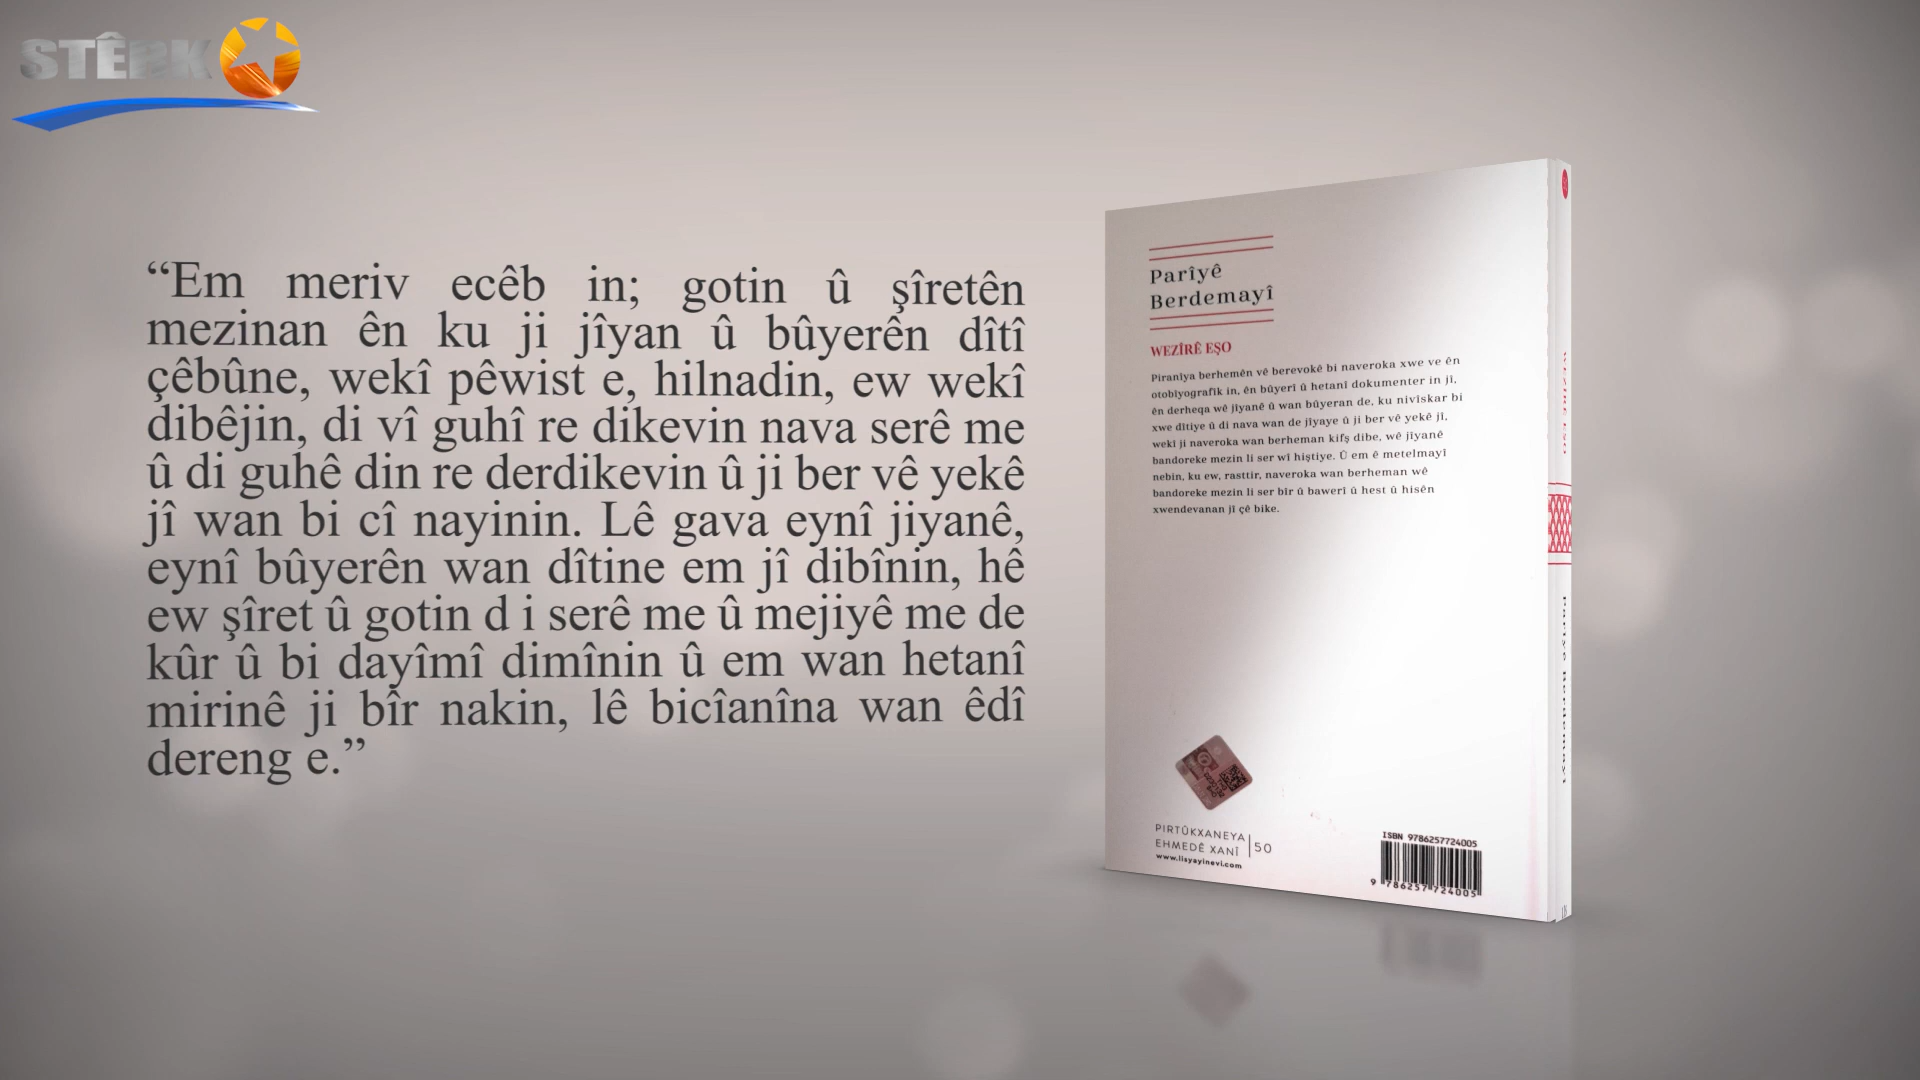 STÊRK
“Em meriv ecêb in; gotin û şîretên
mezinan ên ku ji jîyan û bûyerên dîtî
çêbûne, wekî pêwist e, hilnadin, ew wekî
dibêjin, di vî guhî re dikevin nava serê me
û di guhê din re derdikevin û ji ber vê yekê
jî wan bi cî nayinin. Lê gava eynî jiyanê,
eynî bûyerên wan dîtine em jî dibînin, hê
ew şîret û gotin d i serê me û mejiyê me de
kûr û bi dayîmî dimînin û em wan hetanî
mirinê ji bîr nakin, lê bicîanîna wan êdî
dereng e.”
Parîyê
Berdemayî
WEZÎRÊ EŞO
Piranîya berhemên vê berevokê bi naveroka xwe ve ên
otobîyografîk in, ên bûyerî û hetanî dokumenter in jî,
ên derheqa wê jîyanê û wan bûyeran de, ku nivîskar bi
xwe dîtiye û di nava wan de jîyaye û ji ber vê yekê jî,
wekî ji naveroka wan berheman kifş dibe, wê jîyanê
bandoreke mezin li ser wî hiştiye. Û em ê metelmayî
nebin, ku ew, rasttir, naveroka wan berheman wê
bandoreke mezin li ser bîr û bawerî û hest û hisên
xwendevanan jî çê bike.
PIRTÛKXANEYA
EHMEDÊ XANÎ
50
www.lisyayinevi.com
ISBN 9786257724005
9 786257 724005
WEZÎRÊ EŞO
Parîyê Berdemayî